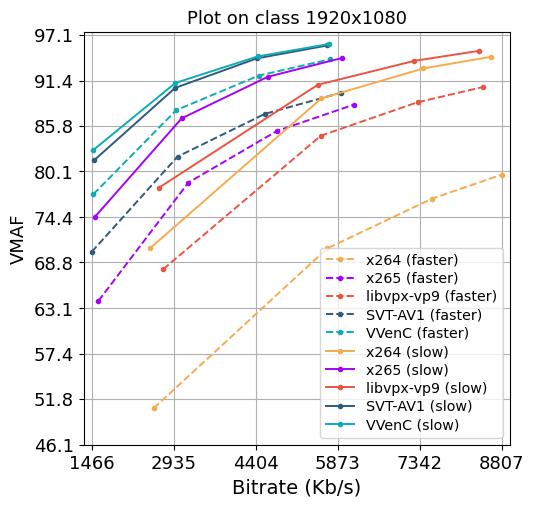 Plot on class 1920x1080
97.1
91.4
85.8
80.1
74.4
68.8
63.1
57.4
51.8
46.1
VMAF
x264 (faster)
x265 (faster)
libvpx-vp9 (faster)
SVT-AV1 (faster)
VVenC (faster)
x264 (slow)
x265 (slow)
libvpx-vp9 (slow)
SVT-AV1 (slow)
VVenC (slow)
1466 2935 4404 5873 7342 8807
Bitrate (Kb/s)